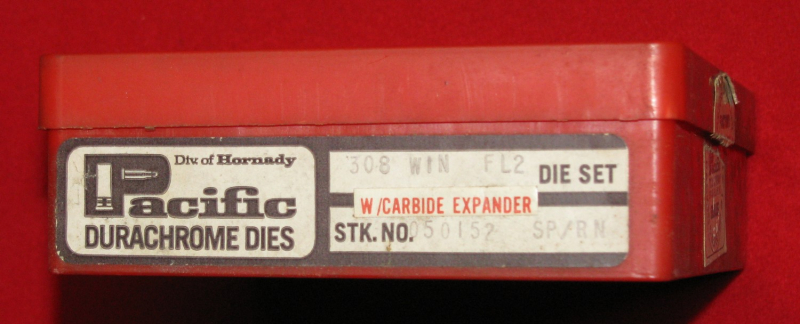 Div of Hornady
Pacific
DURACHROME DIES
308 WIN FL2 DIE SET
W/CARBIDE EXPANDER
STK. NO. 050152 SP/RN